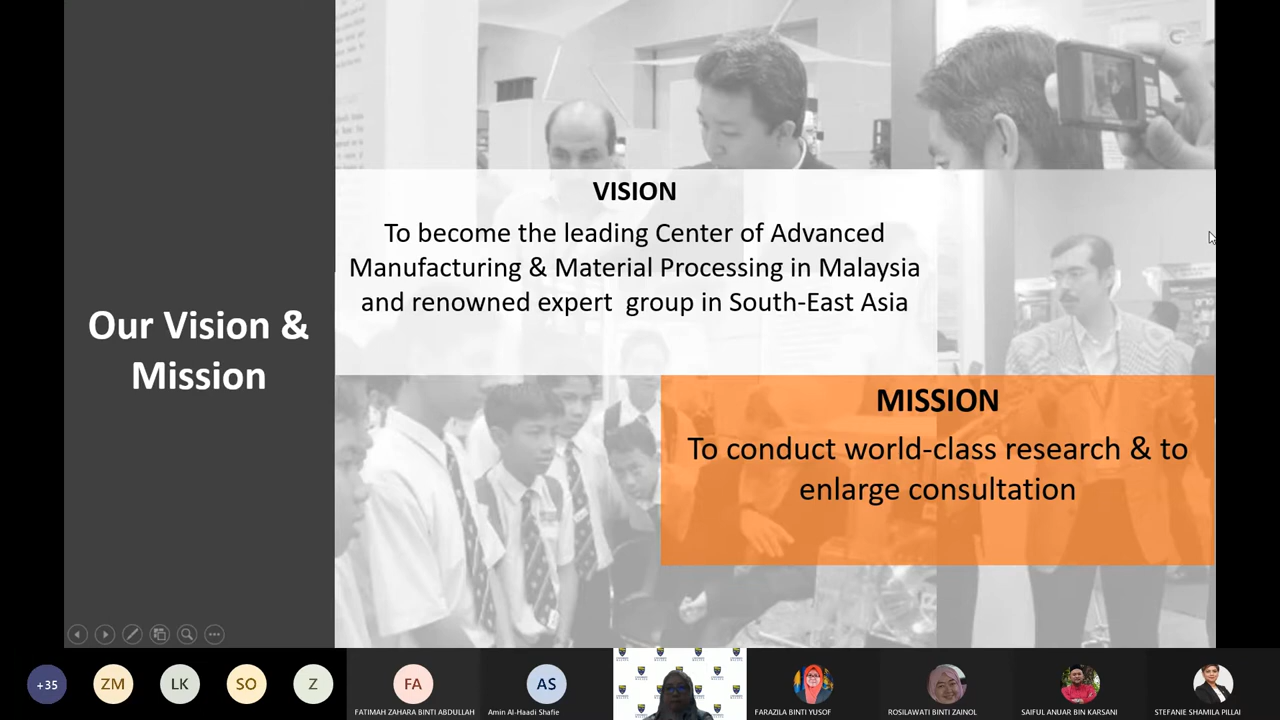 Our Vision &
Mission
VISION
To become the leading Center of Advanced
Manufacturing & Material Processing in Malaysia
and renowned expert group in South-East Asia
MISSION
To conduct world-class research & to
enlarge consultation
+35
ZM
LK
SO
Z
FA
FATIMAH ZAHARA BINTI ABDULLAH
AS
Amin Al-Haadi Shafie
FARAZILA BINTI YUSOF
ROSILAWATI BINTI ZAINOL
SAIFUL ANUAR BIN KARSANI
STEFANIE SHAMILA PILLAI